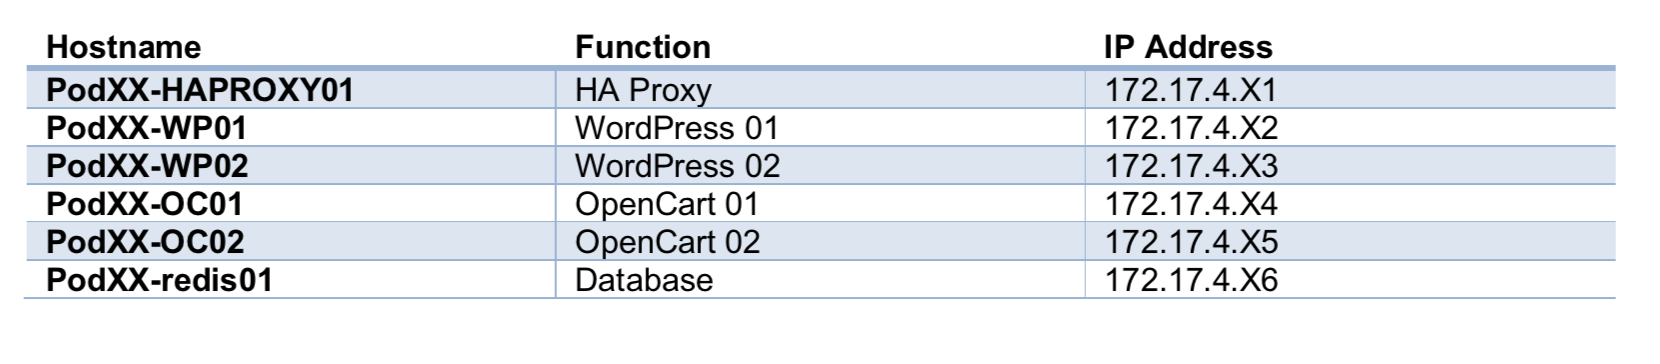 Hostname Function IP Address
PodXX-HAPROXY01 HA Proxy 172.17.4.X1
PodXX-WP01 WordPress 01 172.17.4.X2
PodXX-WP02 WordPress 02 172.17.4.X3
PodXX-OC01 OpenCart 01 172.17.4.X4
PodXX-OC02 OpenCart 02 172.17.4.X5
PodXX-redis01 Database 172.17.4.X6